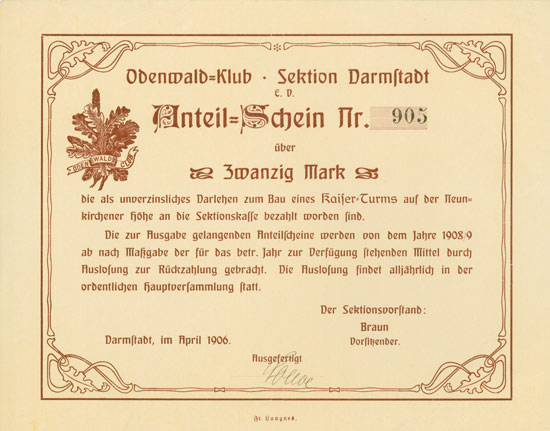 Odenwald=Klub · Sektion Darmstadt
E. V.
Anteil=Schein Nr. 905
ODEN WALD CLUB
über
Zwanzig Mark
die als unverzinsliches Darlehen zum Bau eines Kaiser=Turms auf der Neun-
kirchener Höhe an die Sektionskasse bezahlt worden sind.
Die zur Ausgabe gelangenden Anteilscheine werden von dem Jahre 1908/9
ab nach Maßgabe der für das betr. Jahr zur Verfügung stehenden Mittel durch
Auslosung zur Rückzahlung gebracht. Die Auslosung findet alljährlich in der
ordentlichen Hauptversammlung statt.
Der Sektionsvorstand:
Braun
Vorsitzender.
Darmstadt, im April 1906.
Ausgefertigt